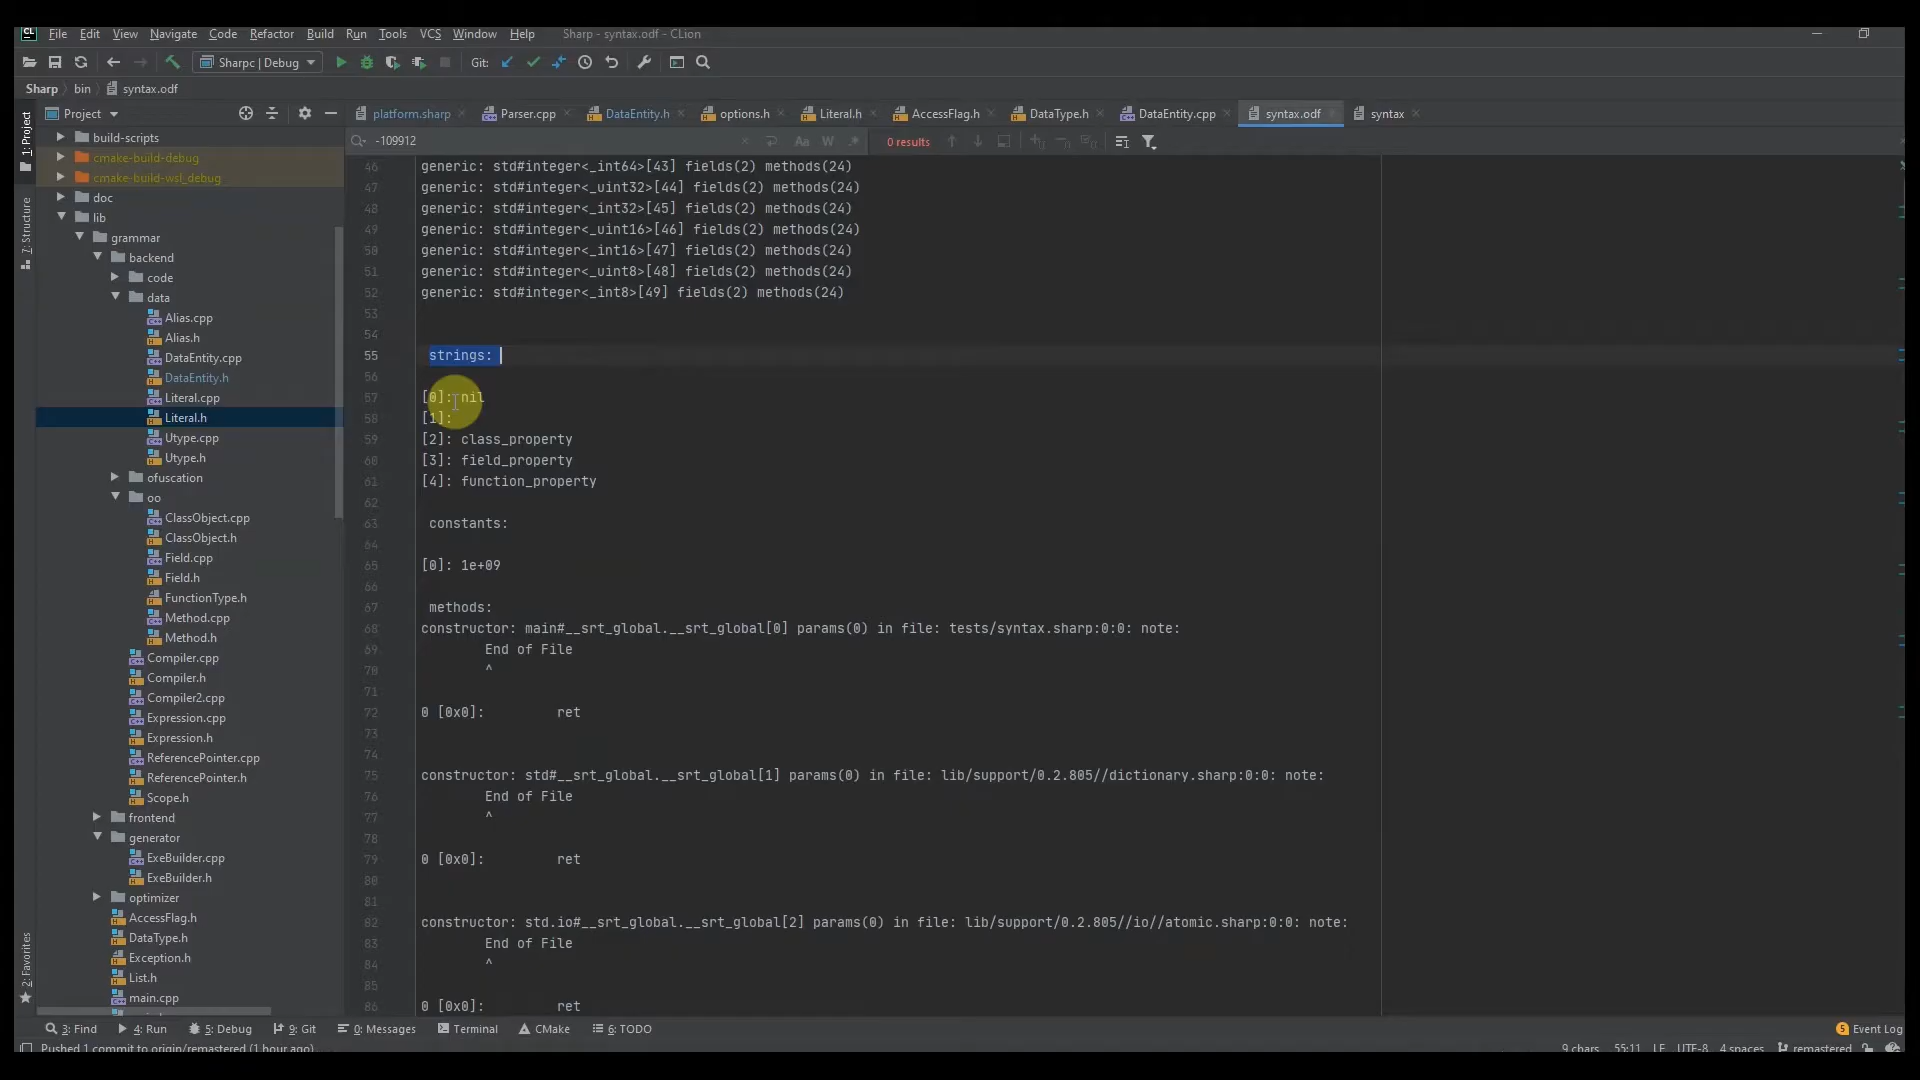 CL File Edit View Navigate Code Refactor Build Run Tools VCS Window Help Sharp - syntax.odf - CLion
Sharpc | Debug Git:
Sharp bin syntax.odf
Project platform.sharp Parser.cpp DataEntity.h options.h Literal.h AccessFlag.h DataType.h DataEntity.cpp syntax.odf syntax
-109912 Aa W .* 0 results
1: Project
7: Structure
2: Favorites
build-scripts
cmake-build-debug
cmake-build-wsl_debug
doc
lib
grammar
backend
code
data
Alias.cpp
Alias.h
DataEntity.cpp
DataEntity.h
Literal.cpp
Literal.h
Utype.cpp
Utype.h
ofuscation
oo
ClassObject.cpp
ClassObject.h
Field.cpp
Field.h
FunctionType.h
Method.cpp
Method.h
Compiler.cpp
Compiler.h
Compiler2.cpp
Expression.cpp
Expression.h
ReferencePointer.cpp
ReferencePointer.h
Scope.h
frontend
generator
ExeBuilder.cpp
ExeBuilder.h
optimizer
AccessFlag.h
DataType.h
Exception.h
List.h
main.cpp
46 generic: std#integer<_int64>[43] fields(2) methods(24)
47 generic: std#integer<_uint32>[44] fields(2) methods(24)
48 generic: std#integer<_int32>[45] fields(2) methods(24)
49 generic: std#integer<_uint16>[46] fields(2) methods(24)
50 generic: std#integer<_int16>[47] fields(2) methods(24)
51 generic: std#integer<_uint8>[48] fields(2) methods(24)
52 generic: std#integer<_int8>[49] fields(2) methods(24)
53
54
55 strings:
56
57 [0]: nil
58 [1]:
59 [2]: class_property
60 [3]: field_property
61 [4]: function_property
62
63 constants:
64
65 [0]: 1e+09
66
67 methods:
68 constructor: main#__srt_global.__srt_global[0] params(0) in file: tests/syntax.sharp:0:0: note:
69 End of File
70 ^
71
72 0 [0x0]: ret
73
74
75 constructor: std#__srt_global.__srt_global[1] params(0) in file: lib/support/0.2.805//dictionary.sharp:0:0: note:
76 End of File
77 ^
78
79 0 [0x0]: ret
80
81
82 constructor: std.io#__srt_global.__srt_global[2] params(0) in file: lib/support/0.2.805//io//atomic.sharp:0:0: note:
83 End of File
84 ^
85
86 0 [0x0]: ret
3: Find 4: Run 5: Debug 9: Git 0: Messages Terminal CMake 6: TODO 5 Event Log
Pushed 1 commit to origin/remastered (1 hour ago) 9 chars 55:11 LF UTF-8 4 spaces remastered